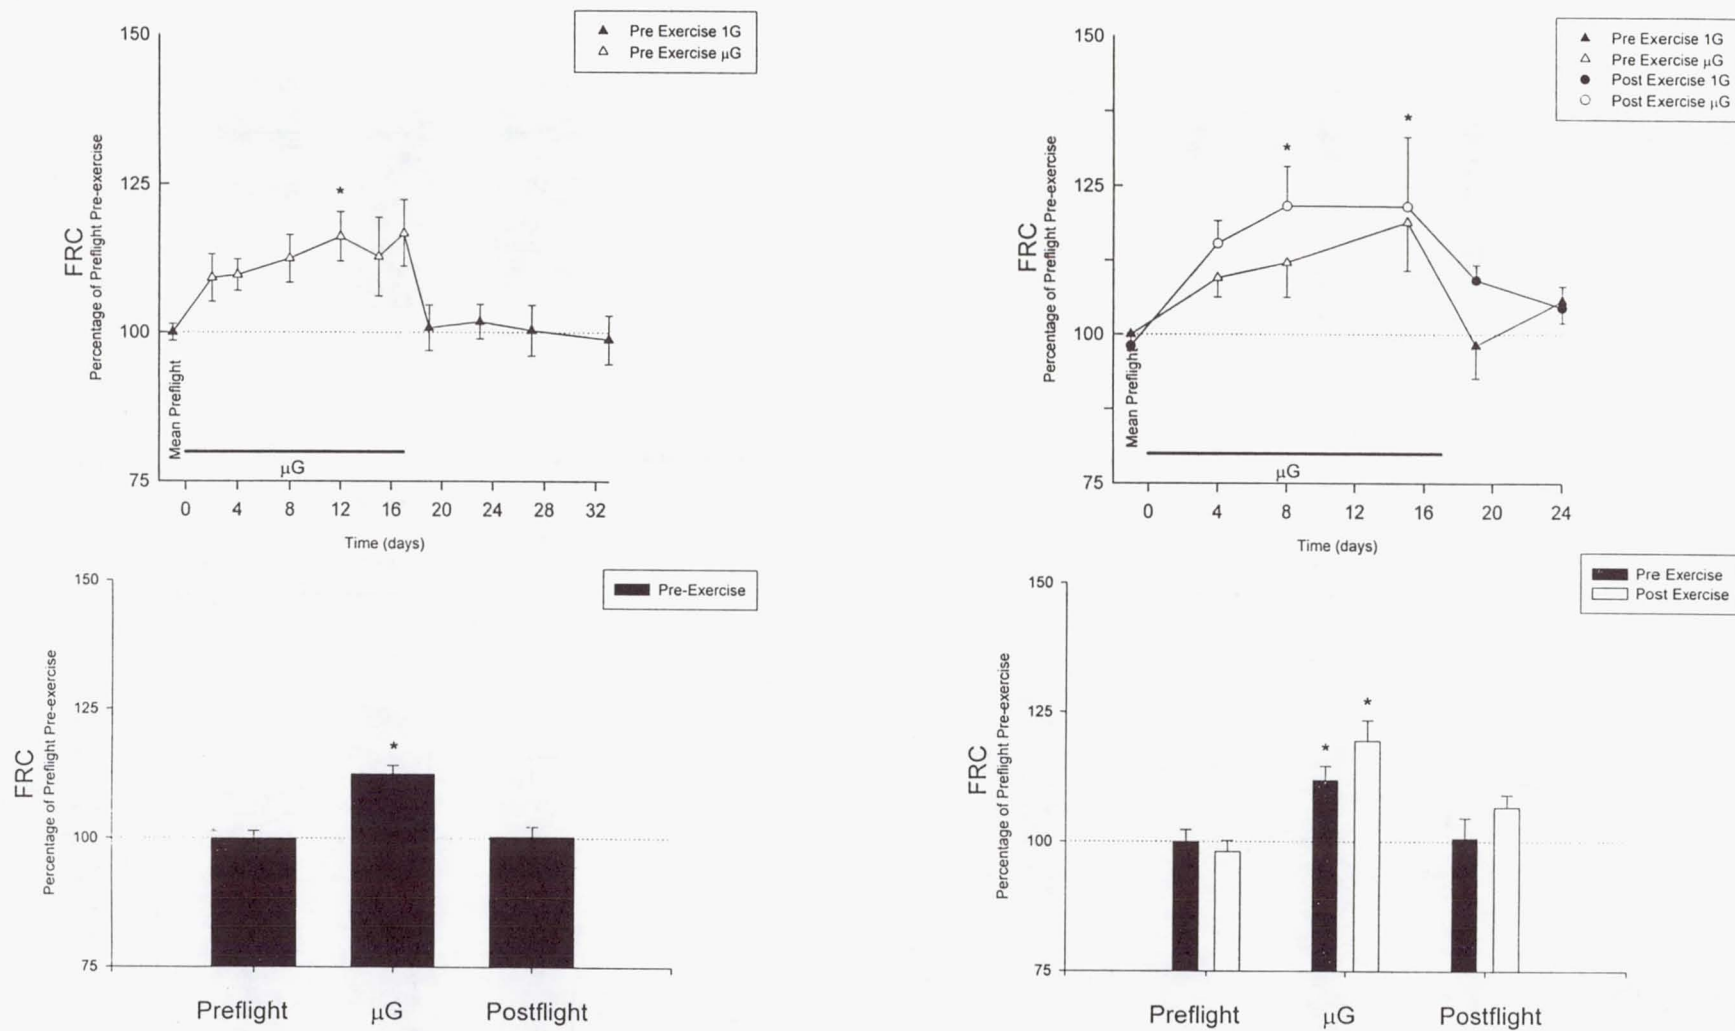 150
125
100
75
FRC
Percentage of Preflight Pre-exercise
Pre Exercise 1G
Pre Exercise μG
*
Mean Preflight
μG
0 4 8 12 16 20 24 28 32
Time (days)
150
125
100
75
FRC
Percentage of Preflight Pre-exercise
Pre Exercise 1G
Pre Exercise μG
Post Exercise 1G
Post Exercise μG
* *
Mean Preflight
μG
0 4 8 12 16 20 24
Time (days)
150
125
100
75
FRC
Percentage of Preflight Pre-exercise
Pre-Exercise
*
Preflight μG Postflight
150
125
100
75
FRC
Percentage of Preflight Pre-exercise
Pre Exercise
Post Exercise
* *
Preflight μG Postflight